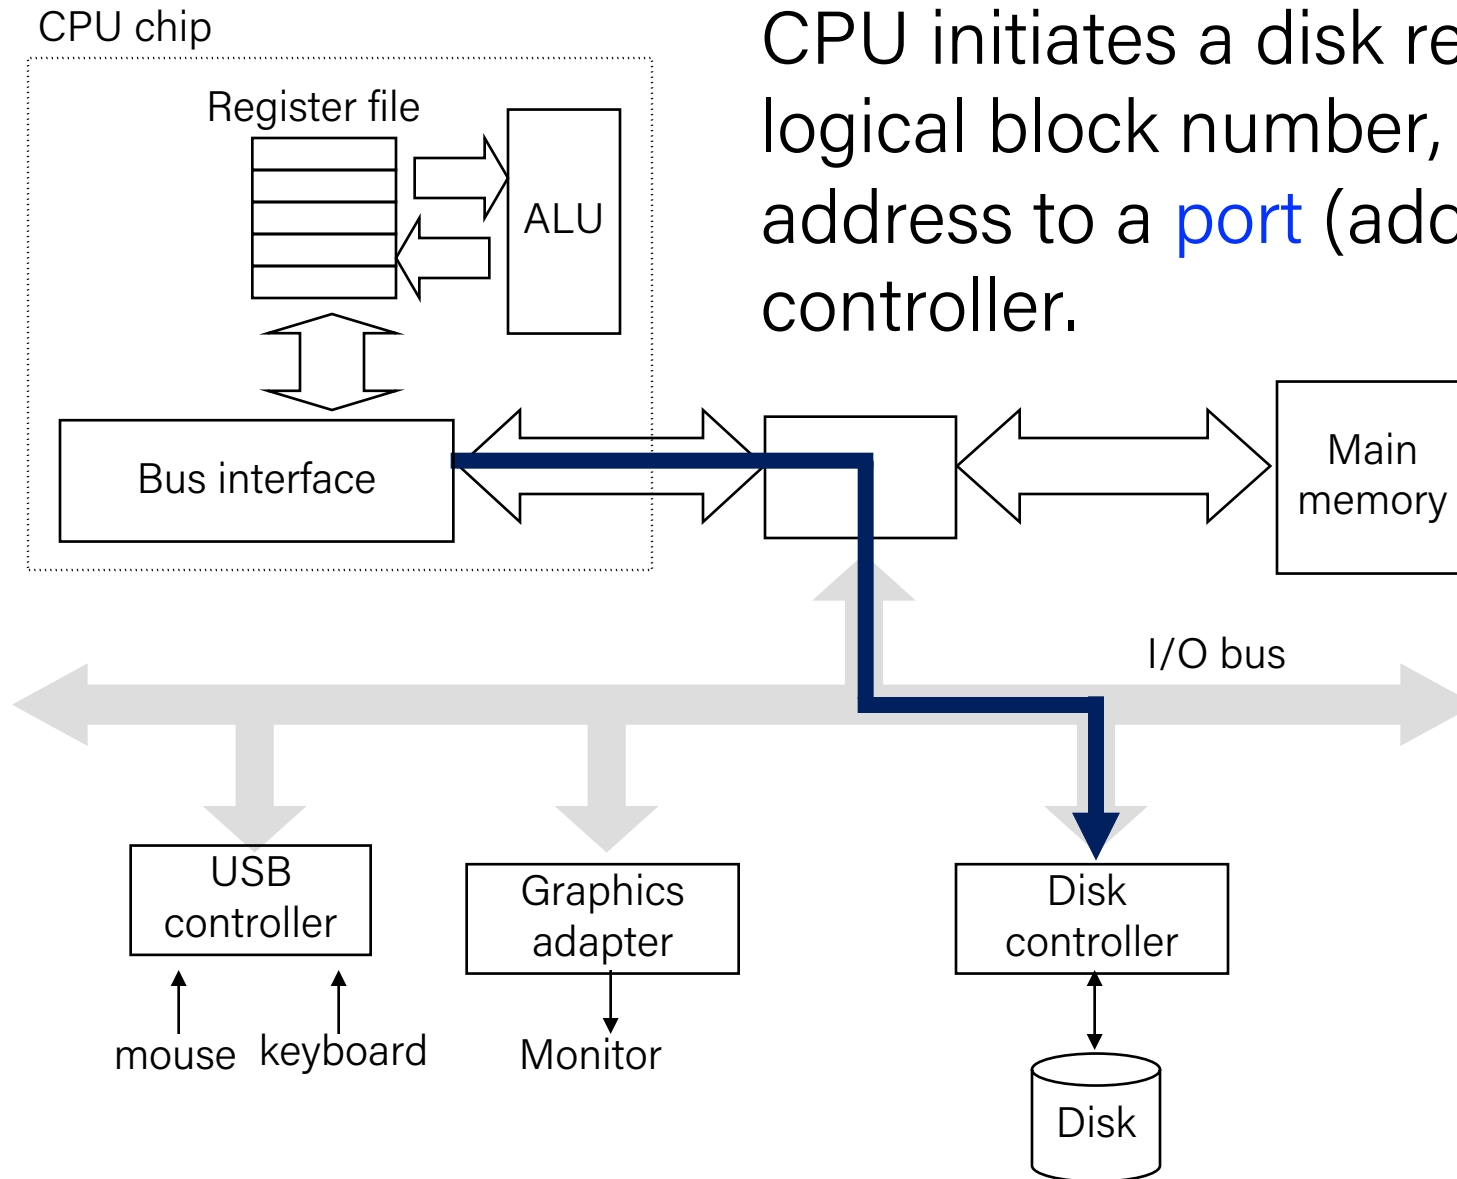 CPU chip
CPU initiates a disk re
logical block number,
address to a port (add
controller.
Register file
ALU
Bus interface
Main
memory
I/O bus
USB
controller
Graphics
adapter
Disk
controller
mouse
keyboard
Monitor
Disk